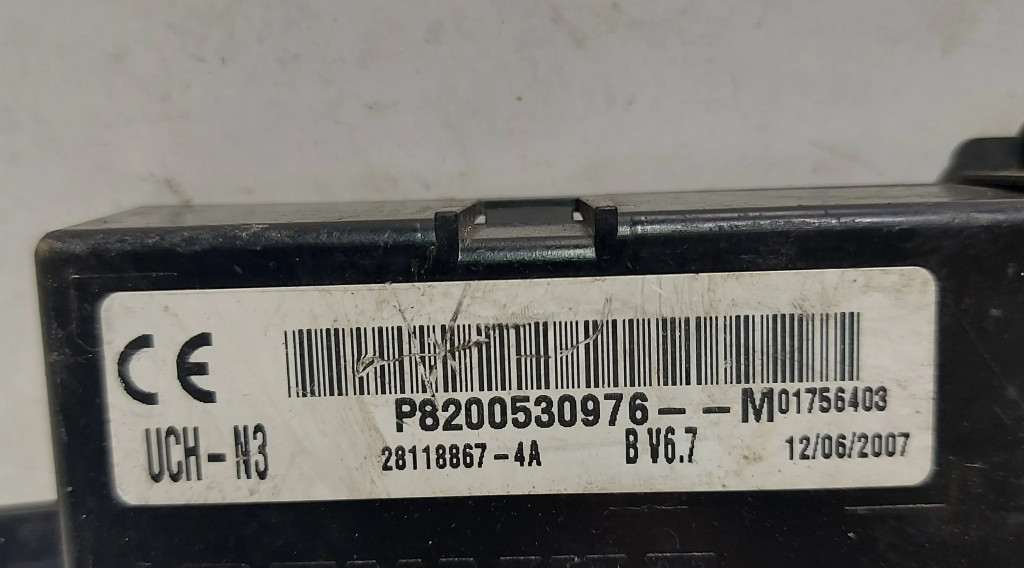 CE
P8200530976--M01756403
UCH-N3 28118867-4A B V6.7 12/06/2007